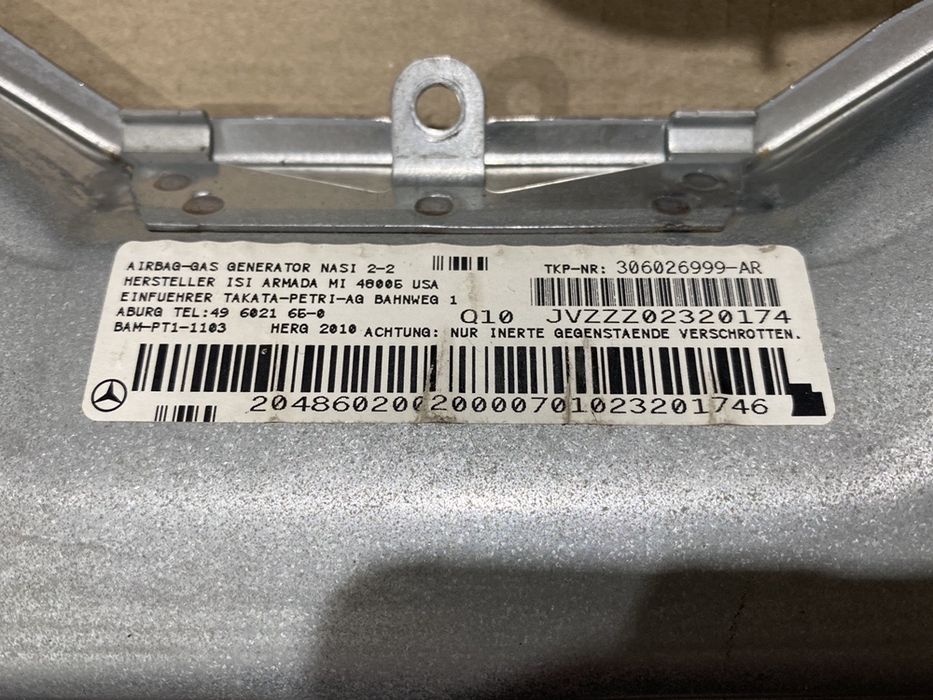 AIRBAG-GAS GENERATOR NASI 2-2
HERSTELLER ISI ARMADA MI 48005 USA
EINFUEHRER TAKATA-PETRI-AG BAHNWEG 1
ABURG TEL:49 6021 65-0
BAM-PT1-1103 HERG 2010 ACHTUNG: NUR INERTE GEGENSTAENDE VERSCHROTTEN.
TKP-NR: 306026999-AR
Q10 JVZZZ02320174
2048602002000070102320 1746